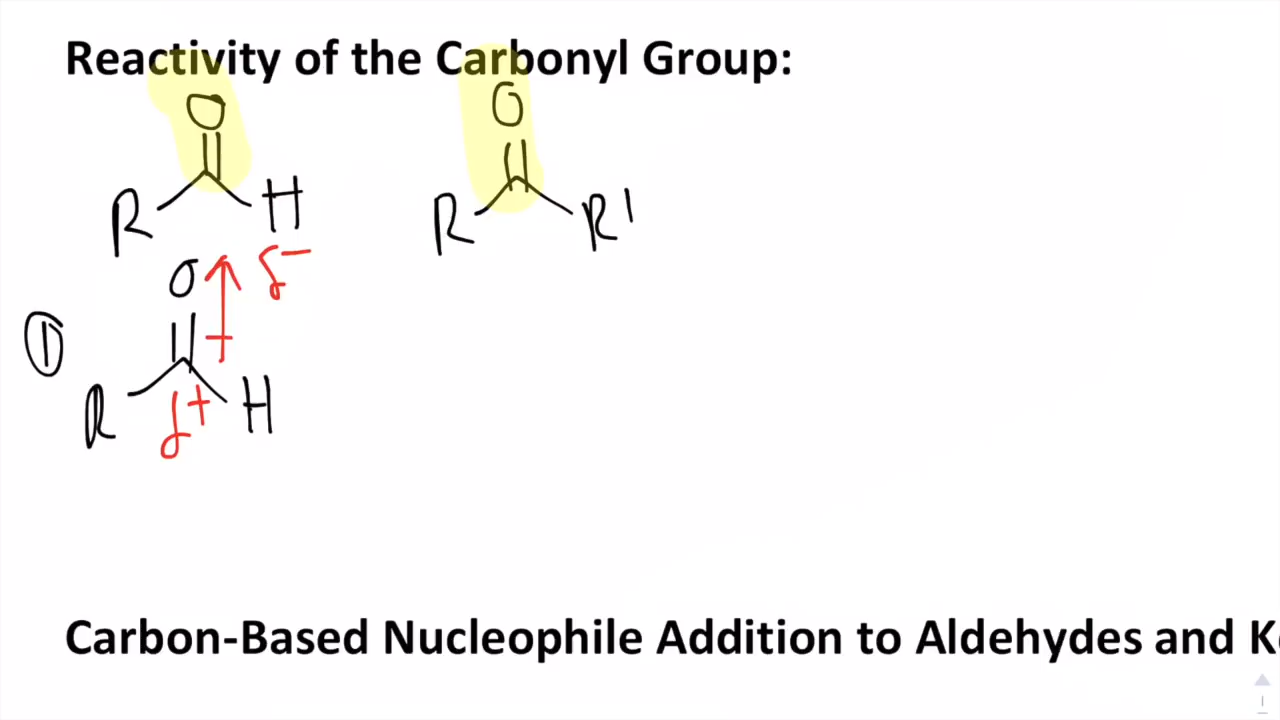 Reactivity of the Carbonyl Group:
O O
R H R R'
O δ-
①
R δ+ H
Carbon-Based Nucleophile Addition to Aldehydes and K